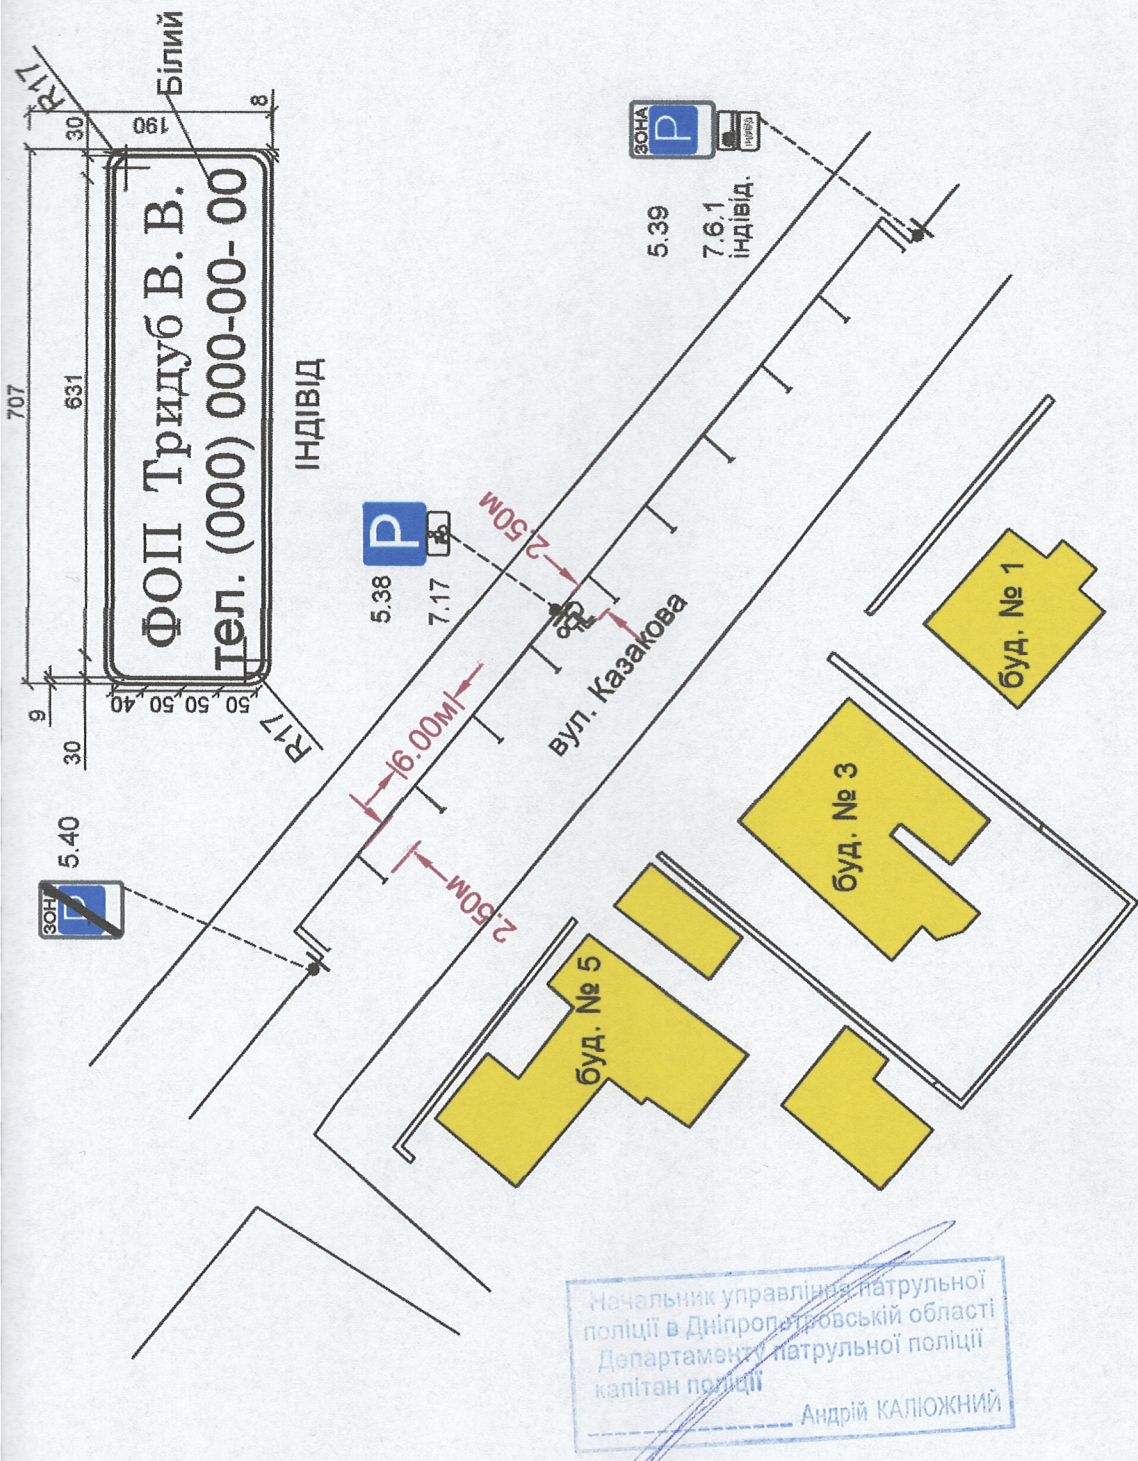 Білий
R17
8
190
30
707
631
ФОП Тридуб В. В.
тел. (000) 000-00- 00
ІНДІВІД
40
50
50
50
9
30
R17
ЗОНА
P
5.39
7.6.1
індівід.
P
5.38
7.17
2.50м
6.00м
вул. Казакова
ЗОНА
P
5.40
2.50м
буд. № 1
буд. № 3
буд. № 5
Начальник управління патрульної
поліції в Дніпропетровській області
Департаменту патрульної поліції
капітан поліції
Андрій КАЛЮЖНИЙ